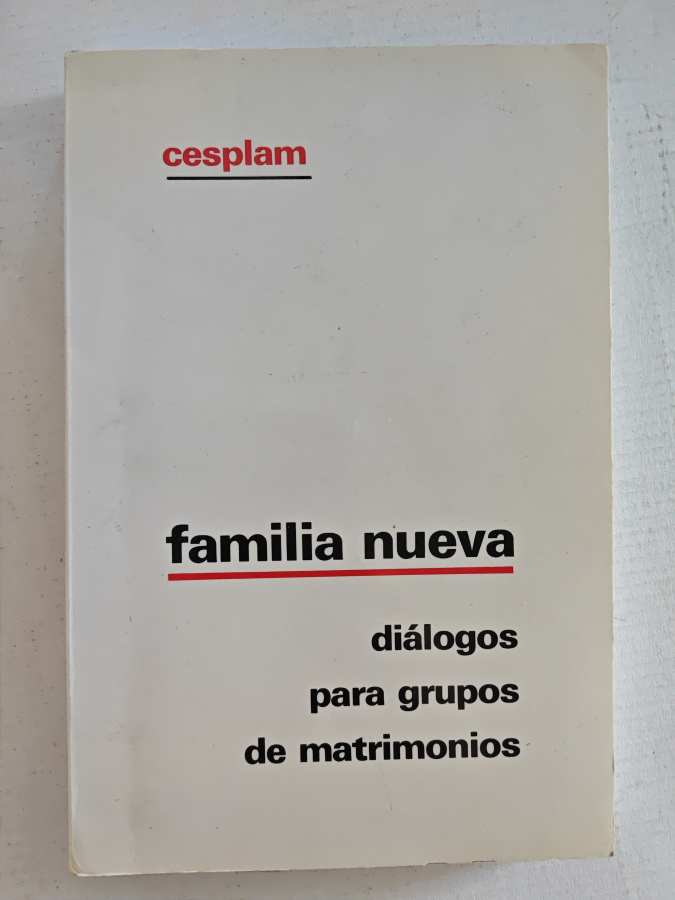 cesplam
familia nueva
diálogos
para grupos
de matrimonios